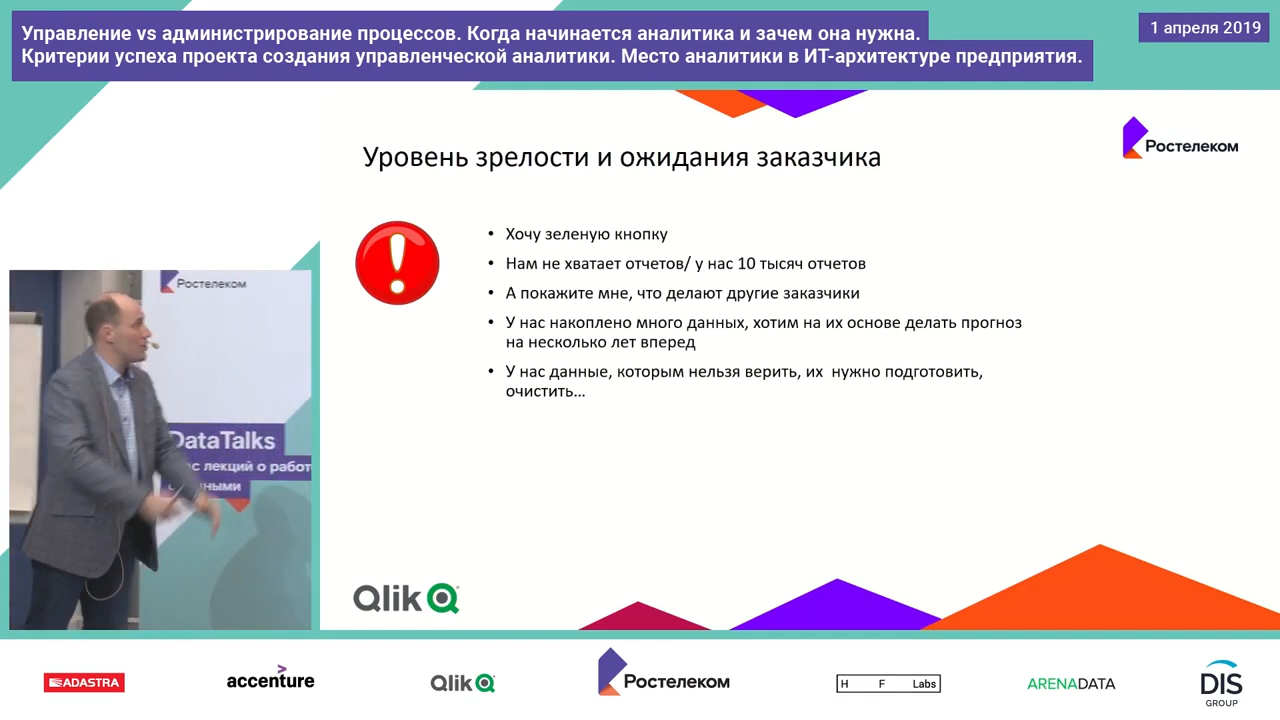 Управление vs администрирование процессов. Когда начинается аналитика и зачем она нужна.
Критерии успеха проекта создания управленческой аналитики. Место аналитики в ИТ-архитектуре предприятия.
1 апреля 2019
Ростелеком
Уровень зрелости и ожидания заказчика
• Хочу зеленую кнопку
• Нам не хватает отчетов/ у нас 10 тысяч отчетов
• А покажите мне, что делают другие заказчики
• У нас накоплено много данных, хотим на их основе делать прогноз
на несколько лет вперед
• У нас данные, которым нельзя верить, их  нужно подготовить,
очистить...
Ростелеком
DataTalks
с лекций о работ
ными
Qlik
ADASTRA
accenture
Qlik
Ростелеком
H F Labs
ARENADATA
DIS
GROUP